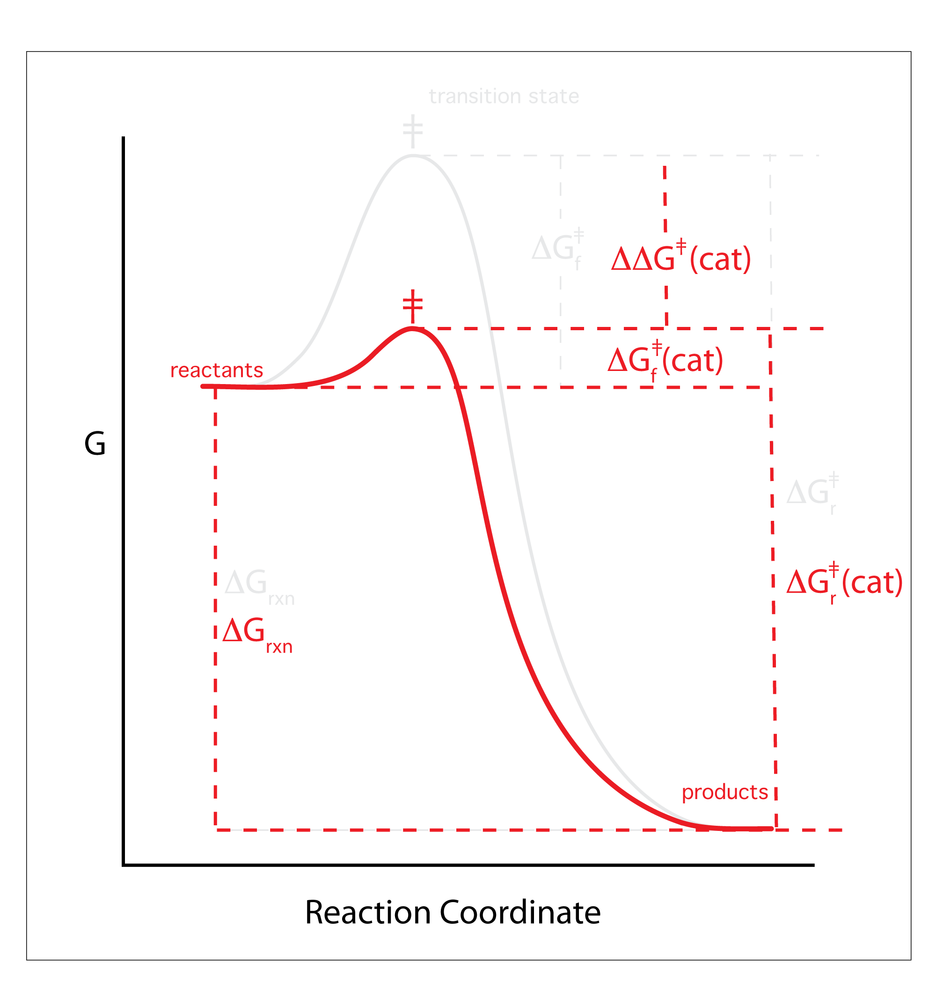 transition state
‡
ΔG‡f
ΔΔG‡(cat)
‡
ΔG‡f(cat)
reactants
G
ΔG‡r
ΔGrxn
ΔG‡r(cat)
ΔGrxn
products
Reaction Coordinate